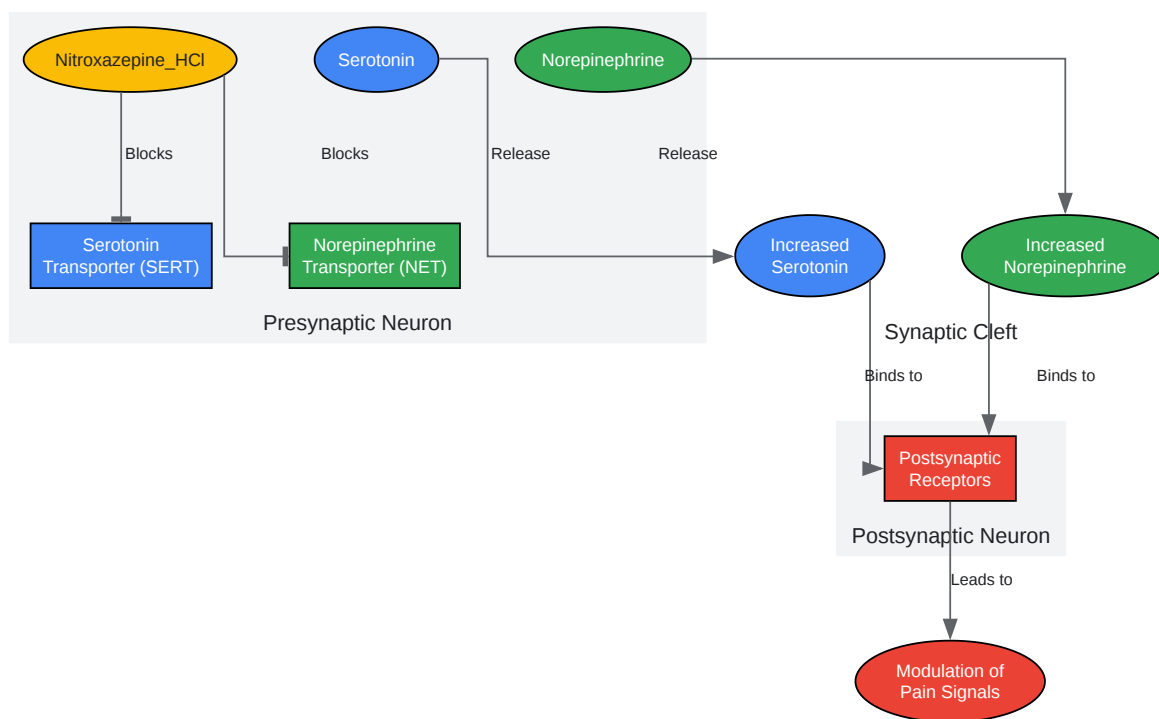 Nitroxazepine_HCl
Serotonin
Norepinephrine
Blocks
Blocks
Release
Release
Serotonin
Transporter (SERT)
Norepinephrine
Transporter (NET)
Increased
Serotonin
Increased
Norepinephrine
Presynaptic Neuron
Synaptic Cleft
Binds to
Binds to
Postsynaptic
Receptors
Postsynaptic Neuron
Leads to
Modulation of
Pain Signals